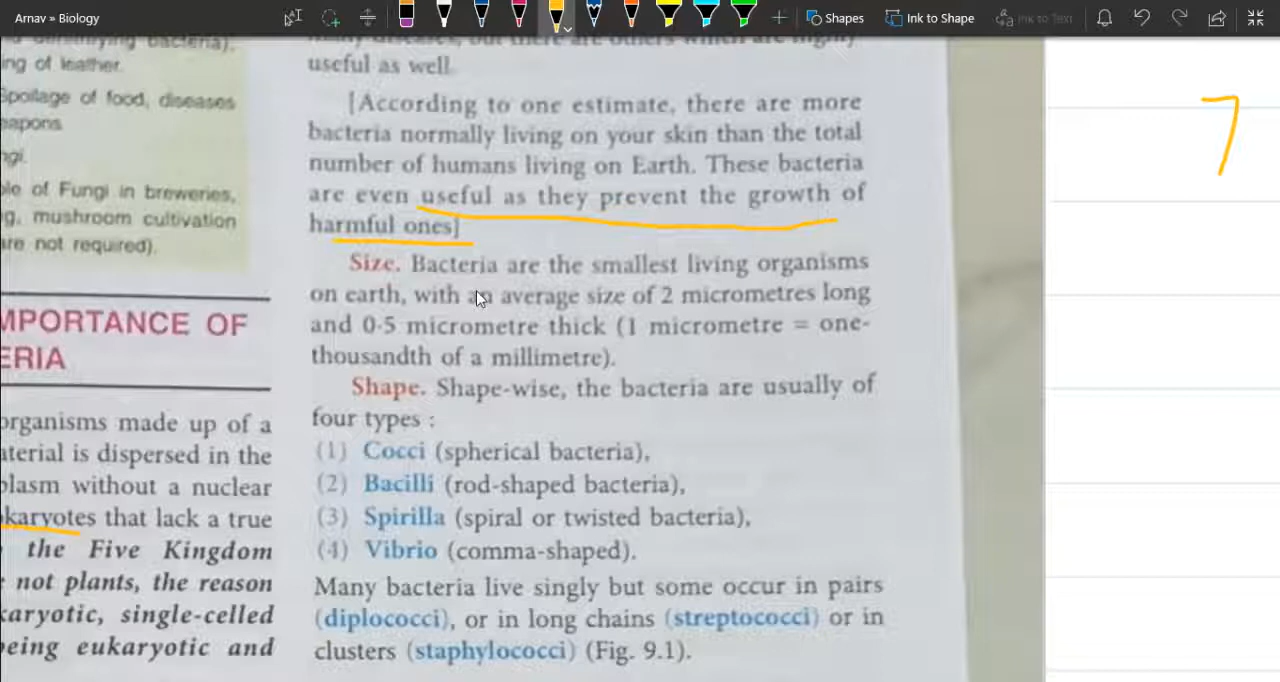 Arnav » Biology
Shapes
Ink to Shape
Ink to Text
useful as well.
[According to one estimate, there are more
bacteria normally living on your skin than the total
number of humans living on Earth. These bacteria
are even useful as they prevent the growth of
harmful ones]
Size. Bacteria are the smallest living organisms
on earth, with an average size of 2 micrometres long
and 0·5 micrometre thick (1 micrometre = one-
thousandth of a millimetre).
Shape. Shape-wise, the bacteria are usually of
four types :
(1) Cocci (spherical bacteria),
(2) Bacilli (rod-shaped bacteria),
(3) Spirilla (spiral or twisted bacteria),
(4) Vibrio (comma-shaped).
Many bacteria live singly but some occur in pairs
(diplococci), or in long chains (streptococci) or in
clusters (staphylococci) (Fig. 9.1).
ing of leather.
Spoilage of food, diseases
eapons
ngi.
ole of Fungi in breweries,
g, mushroom cultivation
are not required).
MPORTANCE OF
ERIA
organisms made up of a
aterial is dispersed in the
plasm without a nuclear
karyotes that lack a true
the Five Kingdom
not plants, the reason
karyotic, single-celled
being eukaryotic and
7